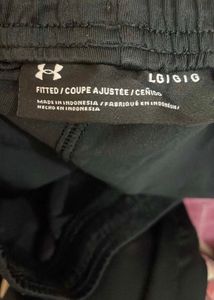 LG/G/G
FITTED / COUPE AJUSTÉE / CEÑIDO
MADE IN INDONESIA / FABRIQUÉ EN INDONÉSIE /
HECHO EN INDONESIA